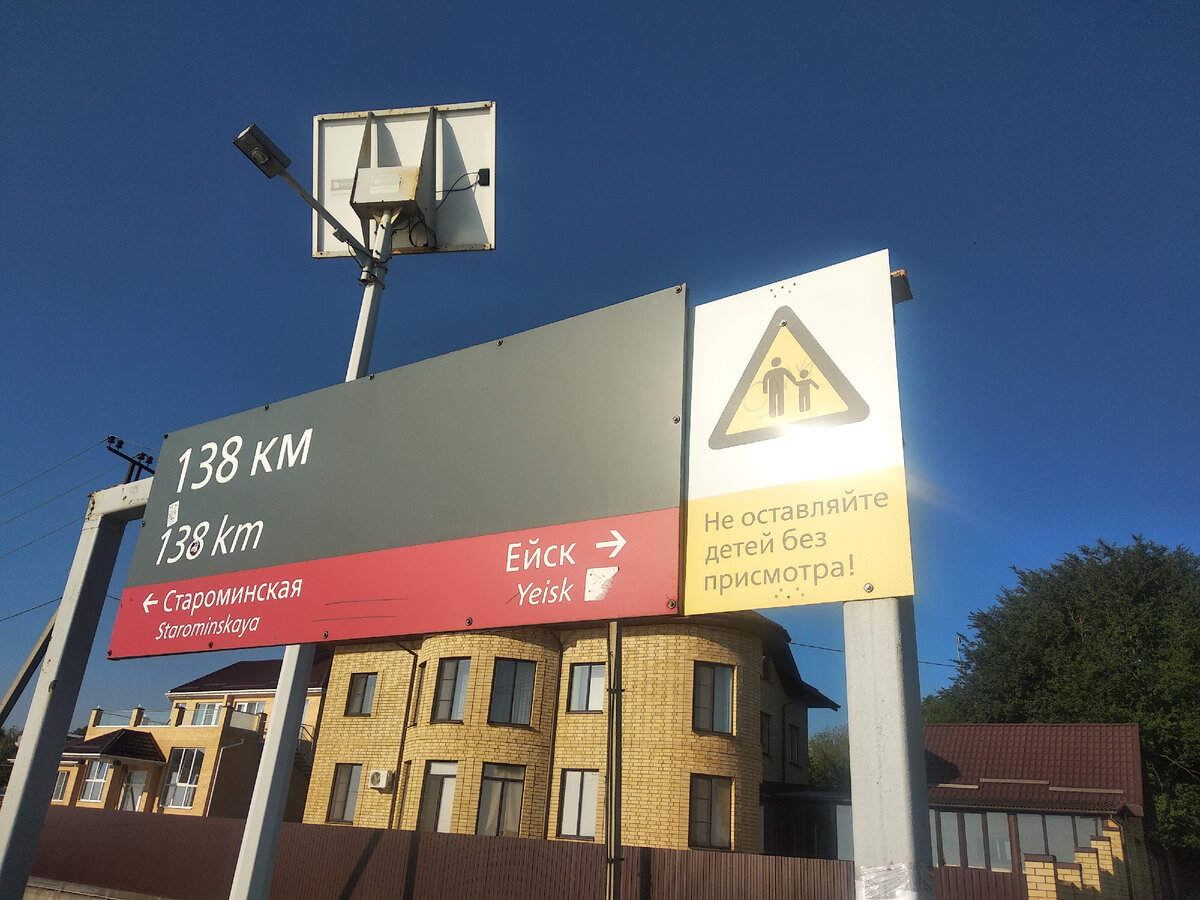 138 км
138 km
← Староминская
Starominskaya
Ейск →
Yeisk
Не оставляйте
детей без
присмотра!